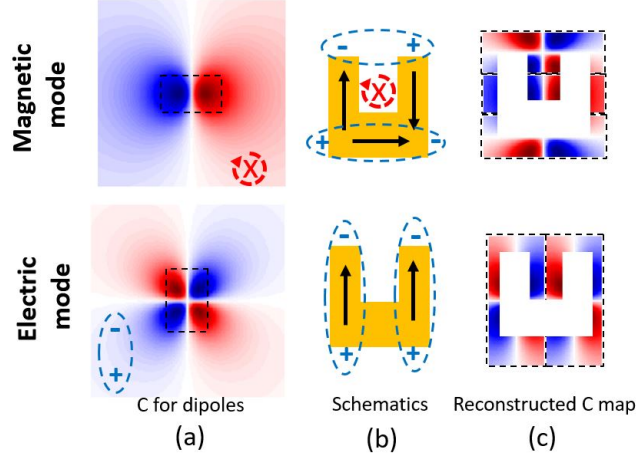 Magnetic
mode
X
- +
X
+ -
Electric
mode
-
+
- -
+ +
C for dipoles
Schematics
Reconstructed C map
(a)
(b)
(c)